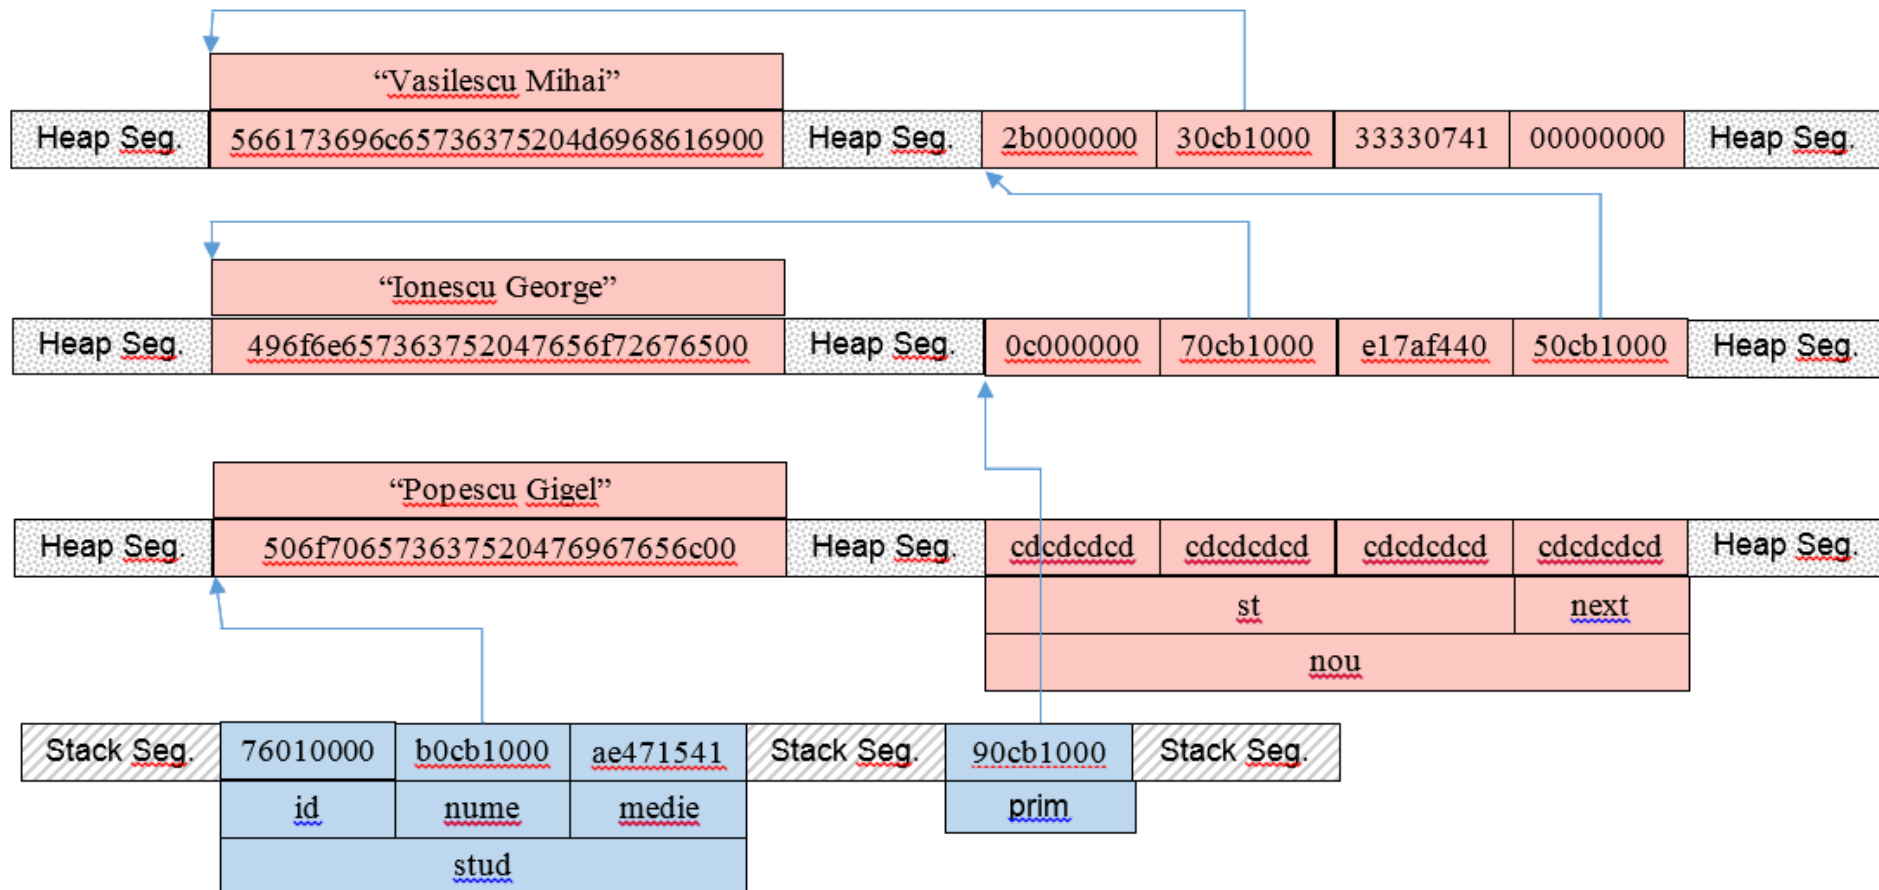 “Vasilescu Mihai”
Heap Seg. 566173696c65736375204d6968616900 Heap Seg. 2b000000 30cb1000 33330741 00000000 Heap Seg.
“Ionescu George”
Heap Seg. 496f6e657363752047656f72676500 Heap Seg. 0c000000 70cb1000 e17af440 50cb1000 Heap Seg.
“Popescu Gigel”
Heap Seg. 506f70657363752047696​7656c00 Heap Seg. cdcdcdcd cdcdcdcd cdcdcdcd cdcdcdcd Heap Seg.
st next
nou
Stack Seg. 76010000 b0cb1000 ae471541 Stack Seg. 90cb1000 Stack Seg.
id nume medie prim
stud